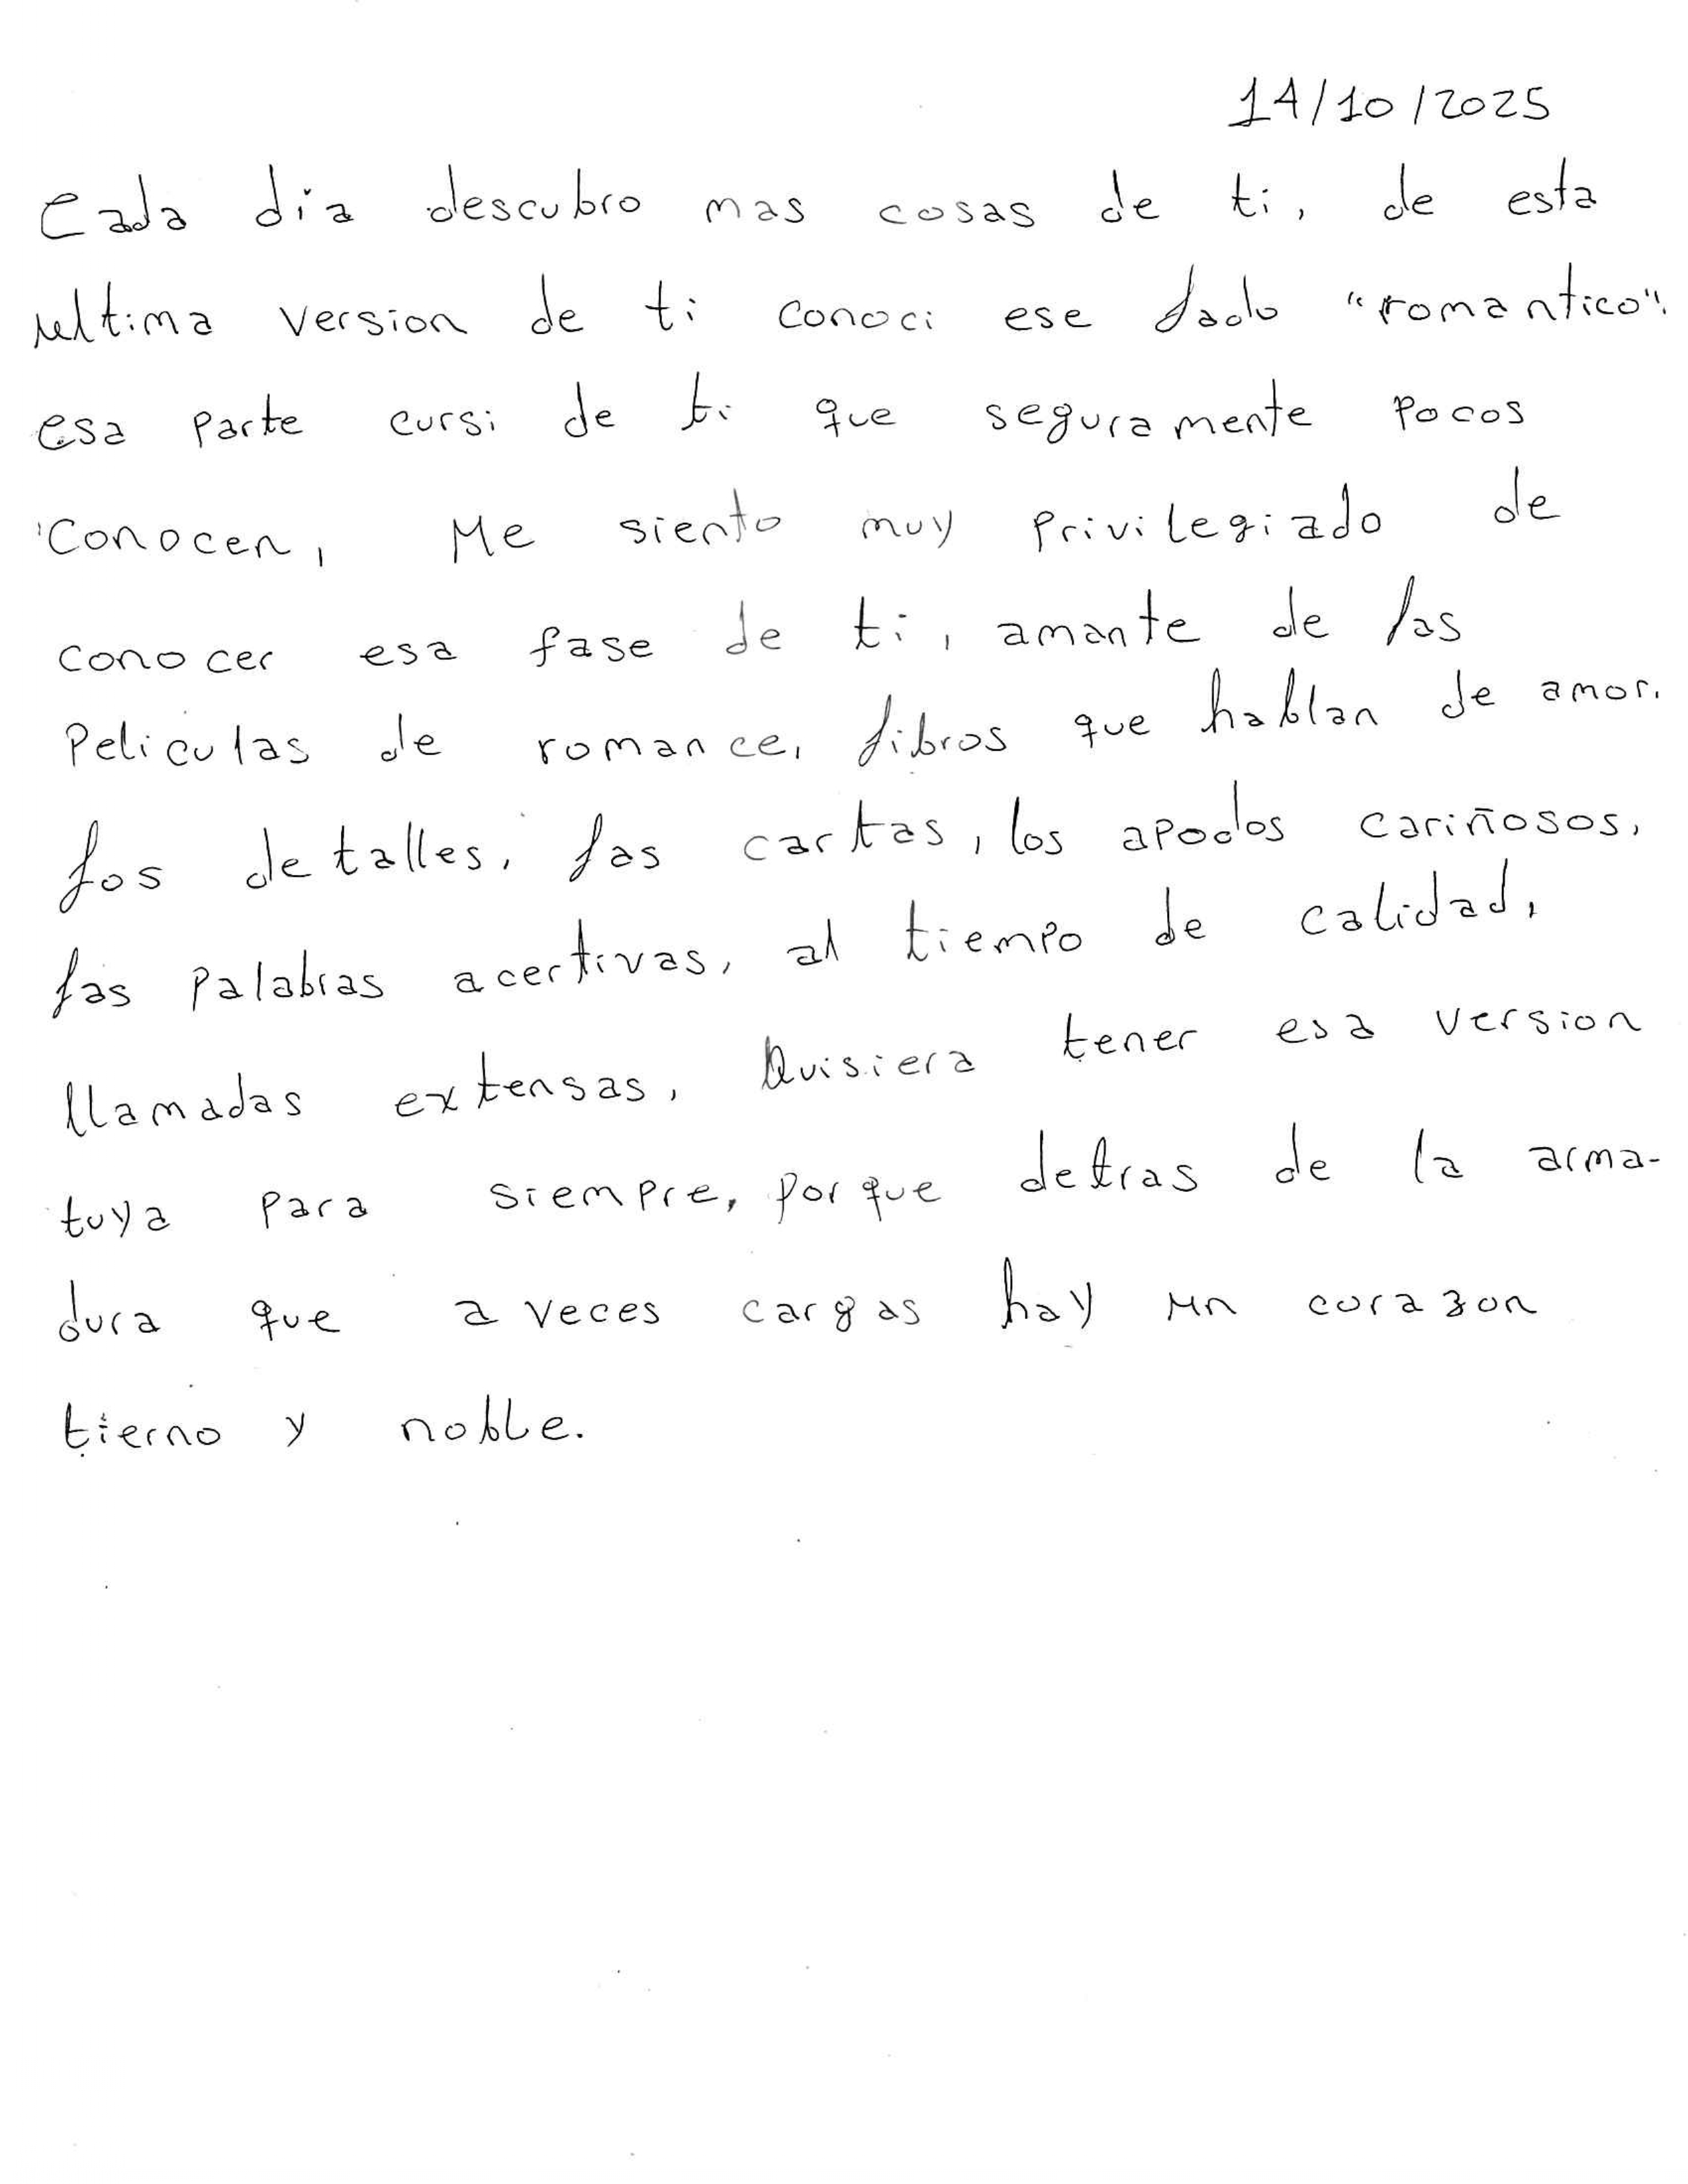 14/10/2025
Cada dia descubro mas cosas de ti, de esta
ultima version de ti conoci ese lado "romantico".
esa parte cursi de ti que seguramente pocos
Conocen, Me siento muy privilegiado de
conocer esa fase de ti, amante de las
Peliculas de romance, libros que hablan de amor.
los detalles, las cartas, los apodos cariñosos,
las palabras acertivas, al tiempo de calidad,
llamadas extensas, Quisiera tener esa version
tuya para siempre, porque detras de la arma-
dura que a veces cargas hay un corazon
tierno y noble.